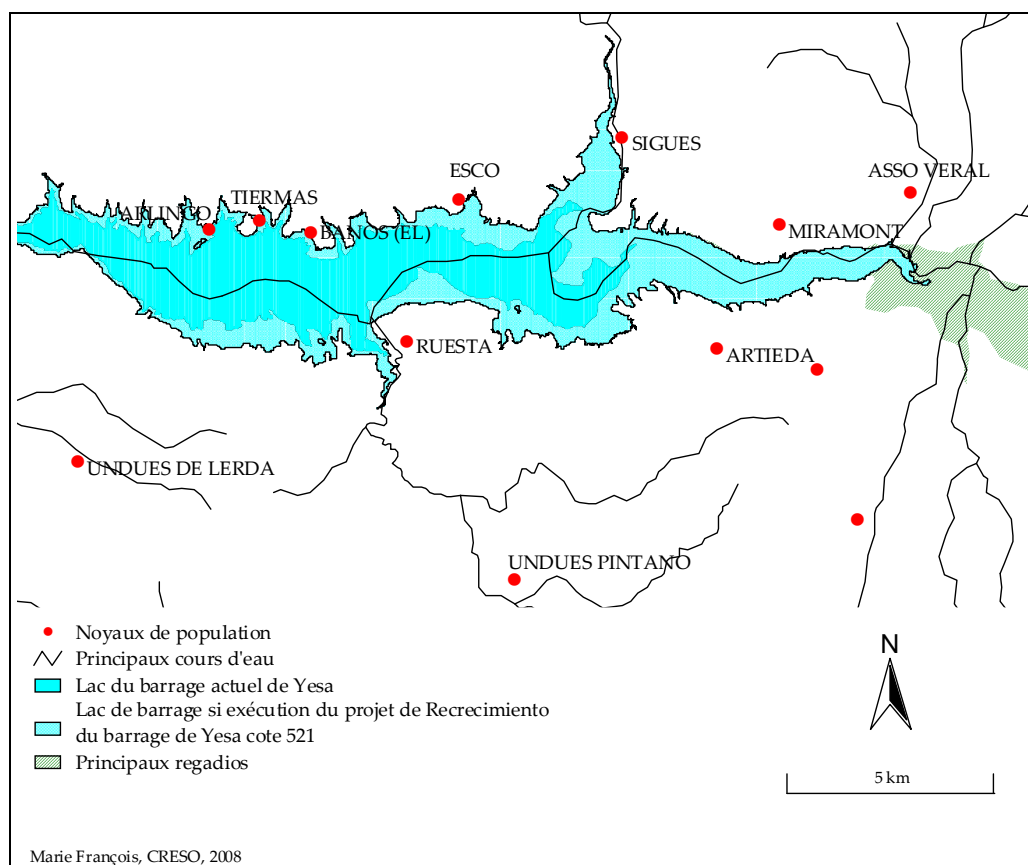 SIGUES
ESCO
ASSO VERAL
TIERMAS
ARLINGO
BANOS (EL)
MIRAMONT
RUESTA
ARTIEDA
UNDUES DE LERDA
UNDUES PINTANO
Noyaux de population
Principaux cours d'eau
Lac du barrage actuel de Yesa
Lac de barrage si exécution du projet de Recrecimiento
du barrage de Yesa cote 521
Principaux regadios
N
5 km
Marie François, CRESO, 2008